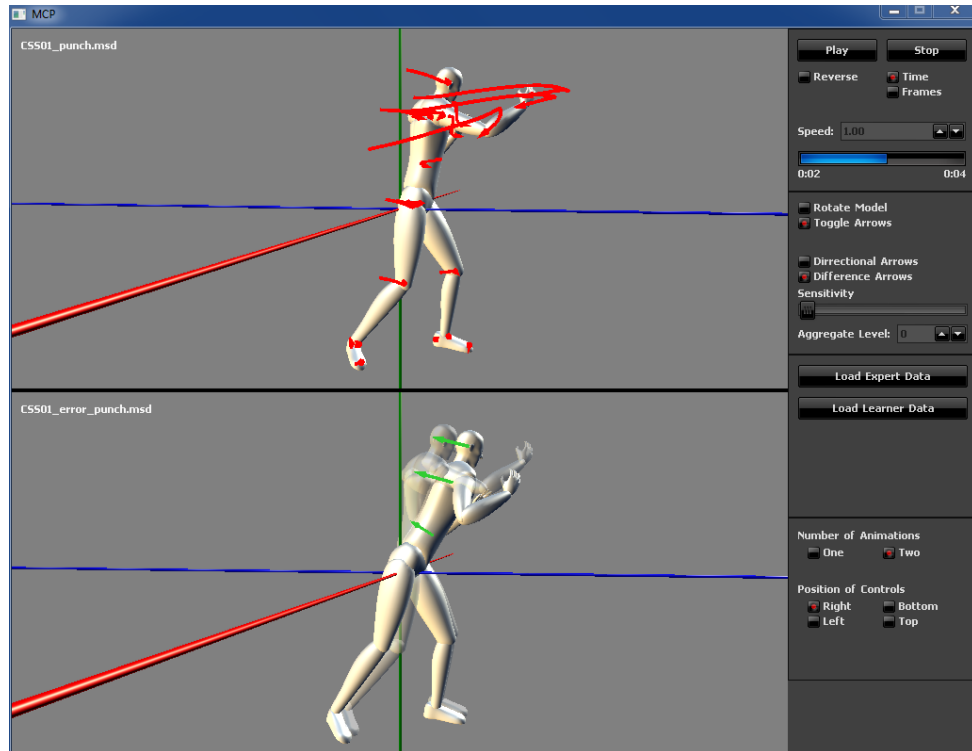 MCP
CSS01_punch.msd
Play Stop
Reverse Time
Frames
Speed: 1.00
0:02 0:04
Rotate Model
Toggle Arrows
Dirrectional Arrows
Difference Arrows
Sensitivity
Aggregate Level: 0
Load Expert Data
Load Learner Data
CSS01_error_punch.msd
Number of Animations
One Two
Position of Controls
Right Bottom
Left Top